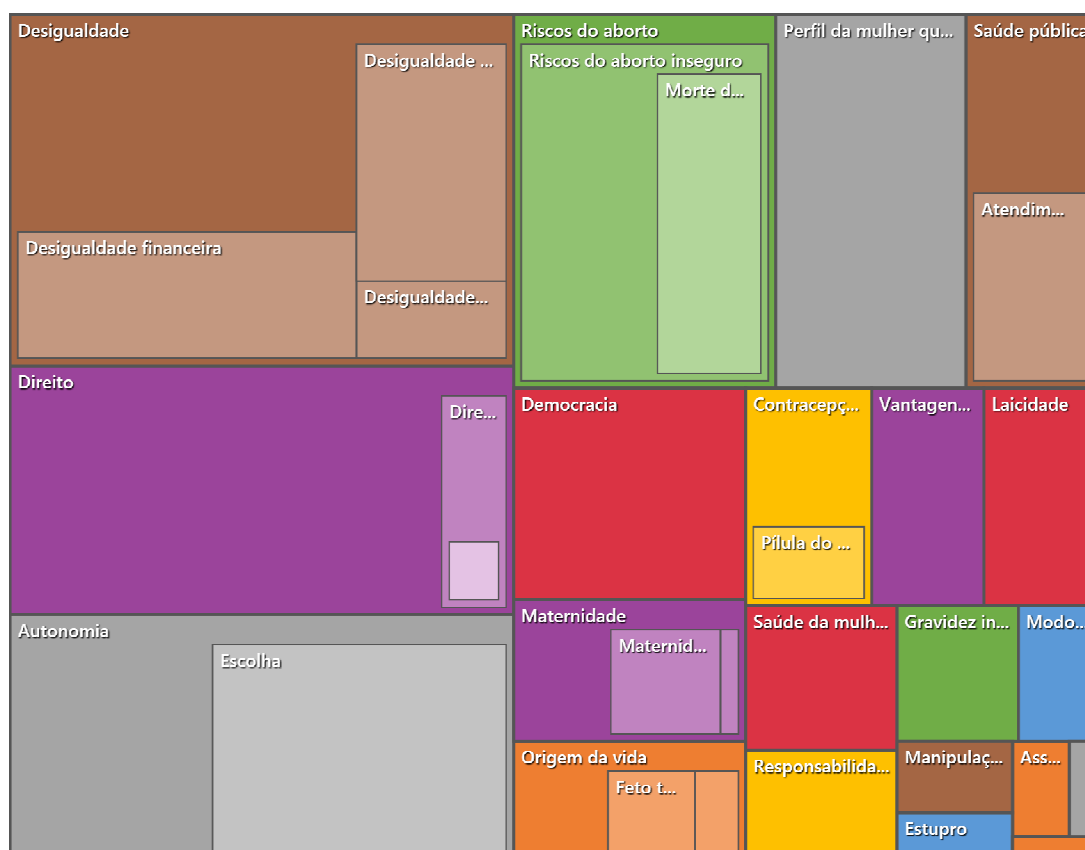 Desigualdade
Desigualdade ...
Desigualdade financeira
Desigualdade...
Direito
Dire...
Autonomia
Escolha
Riscos do aborto
Riscos do aborto inseguro
Morte d...
Perfil da mulher qu...
Saúde pública
Atendim...
Democracia
Contracepç...
Pílula do ...
Vantagen...
Laicidade
Maternidade
Maternid...
Saúde da mulh...
Gravidez in...
Modo...
Origem da vida
Feto t...
Responsabilida...
Manipulaç...
Ass...
Estupro